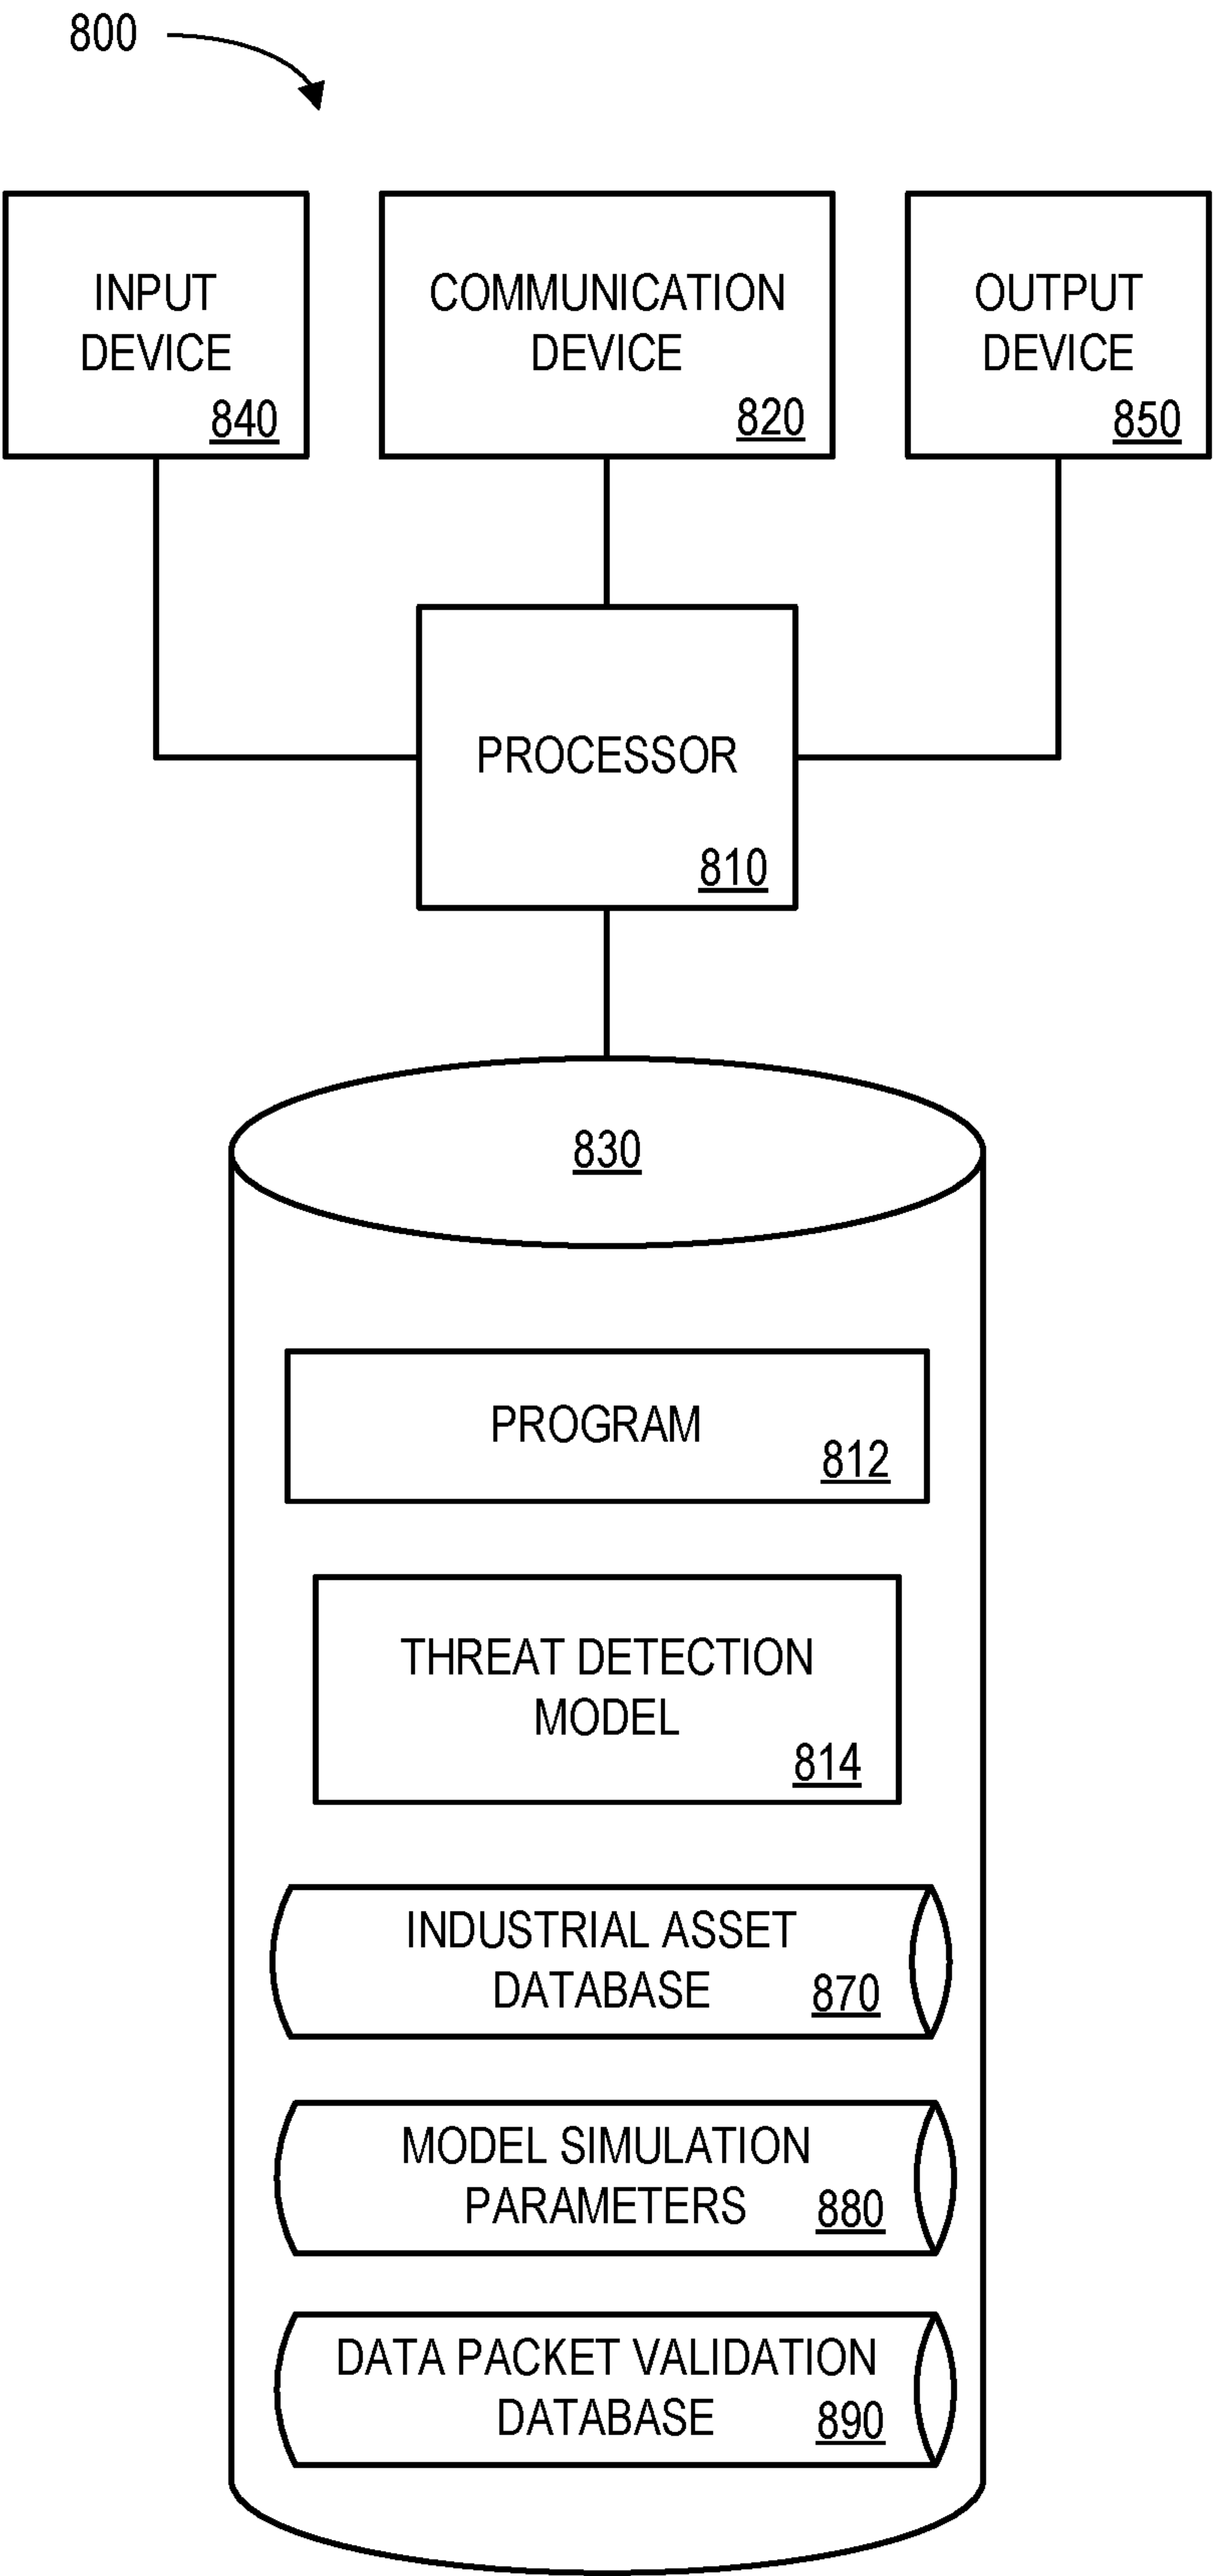 800
INPUT
DEVICE
840
COMMUNICATION
DEVICE
820
OUTPUT
DEVICE
850
PROCESSOR
810
830
PROGRAM
812
THREAT DETECTION
MODEL
814
INDUSTRIAL ASSET
DATABASE
870
MODEL SIMULATION
PARAMETERS
880
DATA PACKET VALIDATION
DATABASE
890